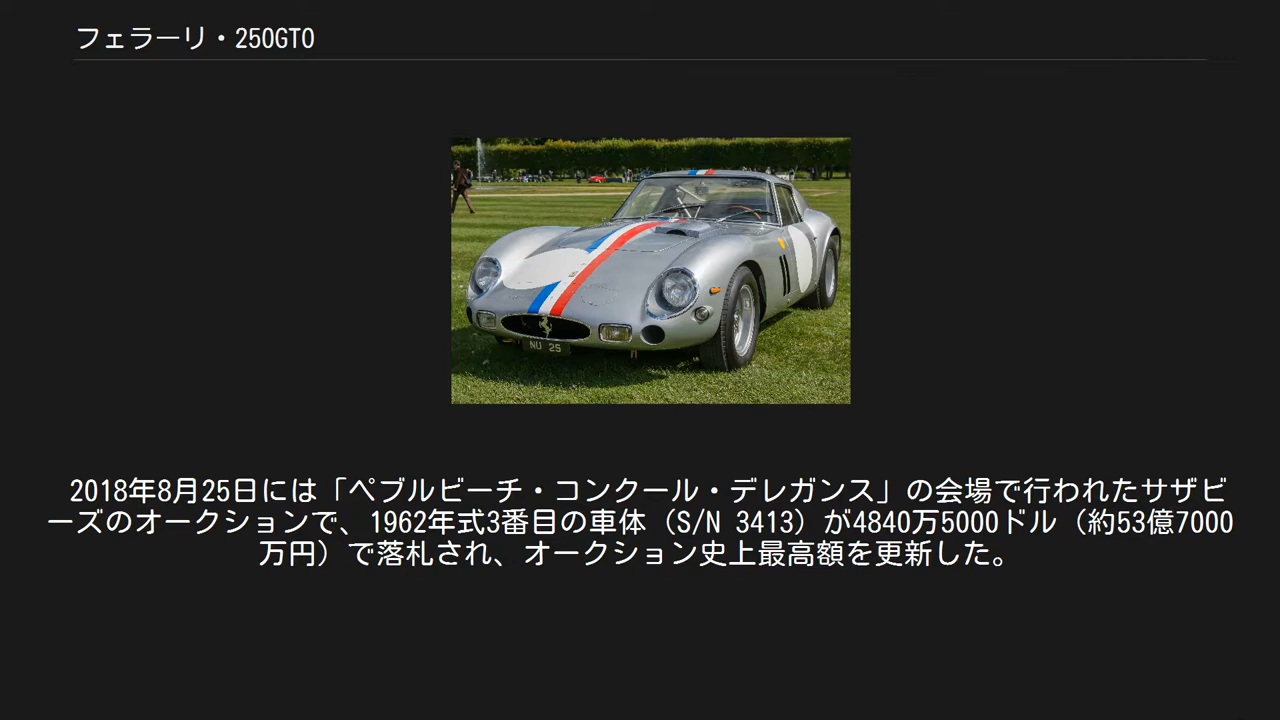 フェラーリ・250GTO
11
NU 25
2018年8月25日には「ペブルビーチ・コンクール・デレガンス」の会場で行われたサザビ
ーズのオークションで、1962年式3番目の車体（S/N 3413）が4840万5000ドル（約53億7000
万円）で落札され、オークション史上最高額を更新した。